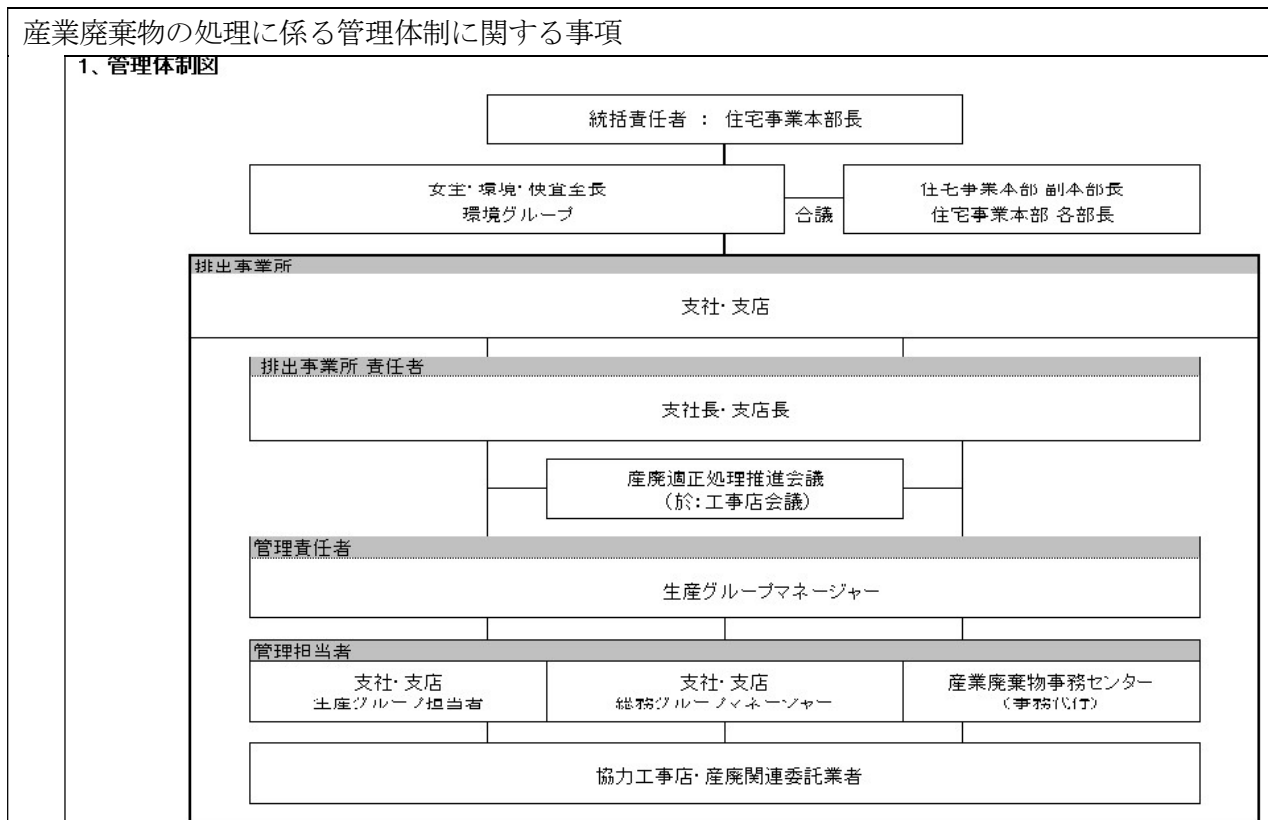 産業廃棄物の処理に係る管理体制に関する事項
1、管理体制図
統括責任者 : 住宅事業本部長
安全・環境・検査室長
環境グループ
合議
住宅事業本部 副本部長
住宅事業本部 各部長
排出事業所
支社・支店
排出事業所 責任者
支社長・支店長
産廃適正処理推進会議
(於:工事店会議)
管理責任者
生産グループマネージャー
管理担当者
支社・支店
生産グループ担当者
支社・支店
総務グループマネージャー
産業廃棄物事務センター
(事務代行)
協力工事店・産廃関連委託業者